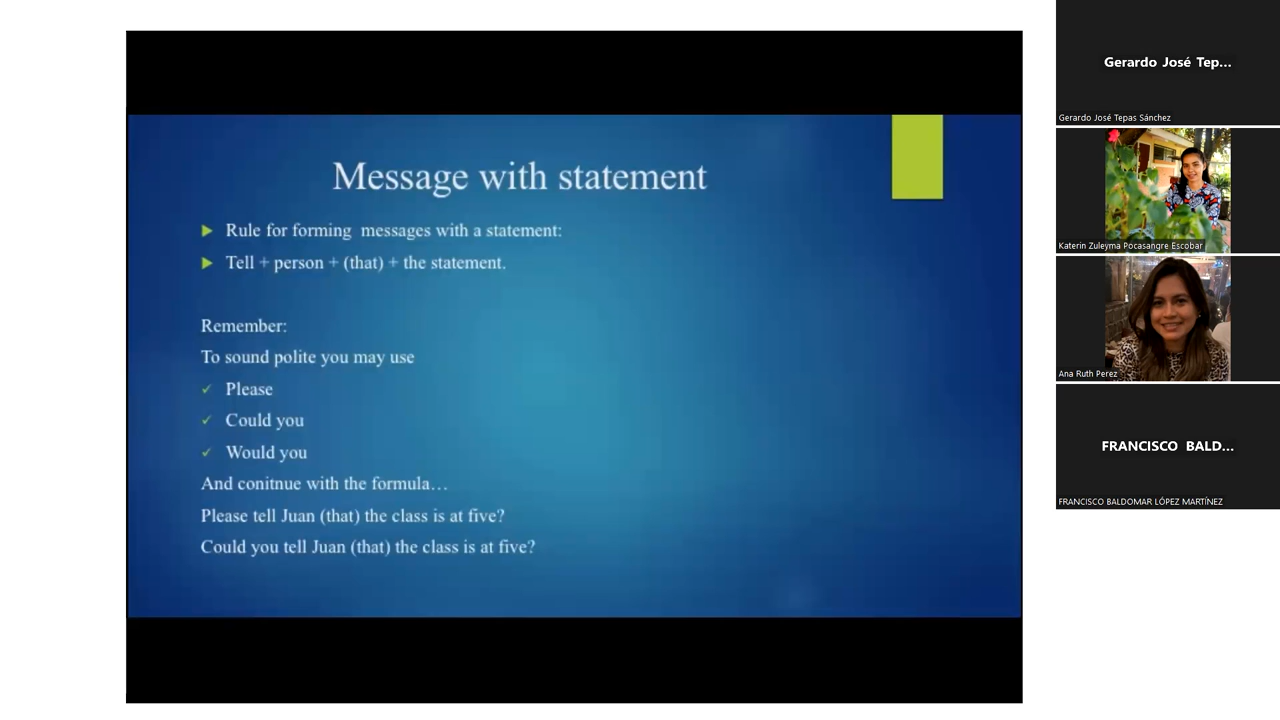 Message with statement
Rule for forming messages with a statement:
Tell + person + (that) + the statement.
Remember:
To sound polite you may use
Please
Could you
Would you
And conitnue with the formula…
Please tell Juan (that) the class is at five?
Could you tell Juan (that) the class is at five?
Gerardo José Tep...
Gerardo José Tepas Sánchez
Katerin Zuleyma Pocasangre Escobar
Ana Ruth Perez
FRANCISCO BALD...
FRANCISCO BALDOMAR LÓPEZ MARTÍNEZ